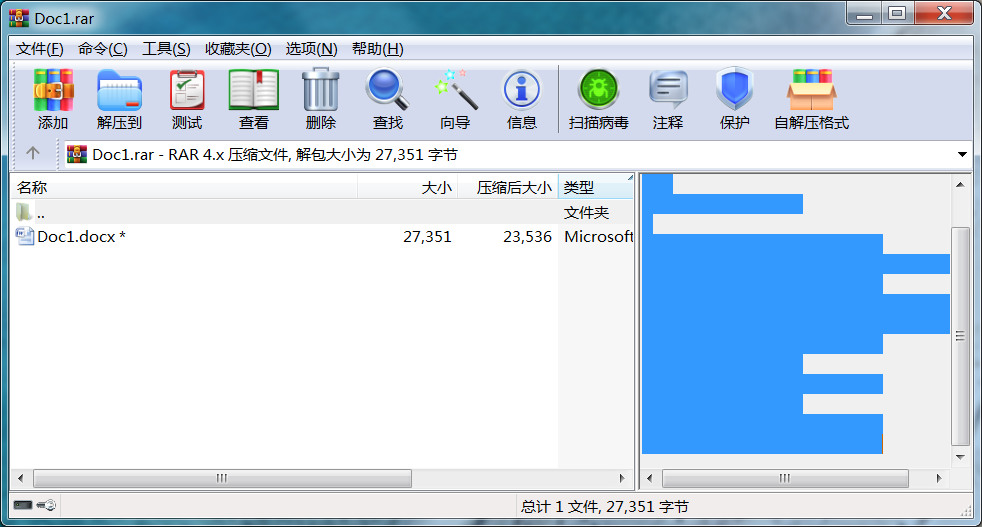 Doc1.rar
文件(F) 命令(C) 工具(S) 收藏夹(O) 选项(N) 帮助(H)
添加 解压到 测试 查看 删除 查找 向导 信息 扫描病毒 注释 保护 自解压格式
Doc1.rar - RAR 4.x 压缩文件, 解包大小为 27,351 字节
名称 大小 压缩后大小 类型
.. 文件夹
Doc1.docx * 27,351 23,536 Microsoft
总计 1 文件, 27,351 字节